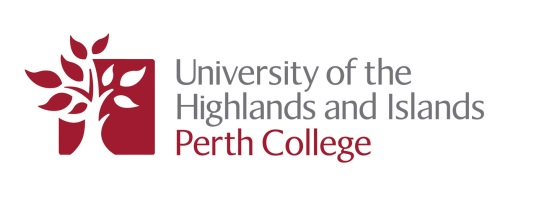 University of the
Highlands and Islands
Perth College